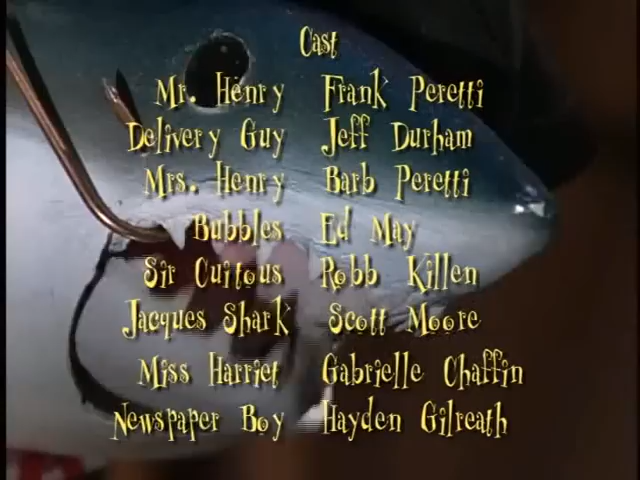 Cast
Mr. Henry Frank Peretti
Delivery Guy Jeff Durham
Mrs. Henry Barb Peretti
Bubbles Ed May
Sir Cuitous Robb Killen
Jacques Shark Scott Moore
Miss Harriet Gabrielle Chaffin
Newspaper Boy Hayden Gilreath